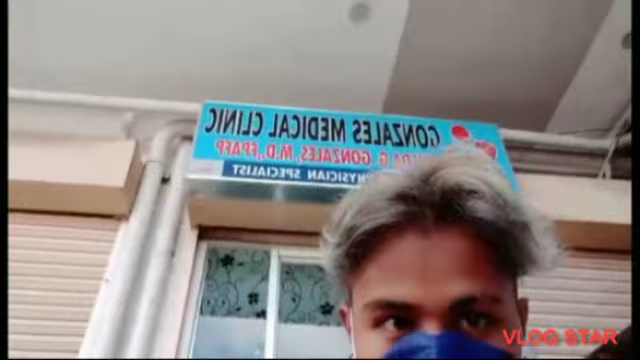 GONZALES MEDICAL CLINIC
G. GONZALES, M.D., FPAFP
PHYSICIAN SPECIALIST
VLOG STAR